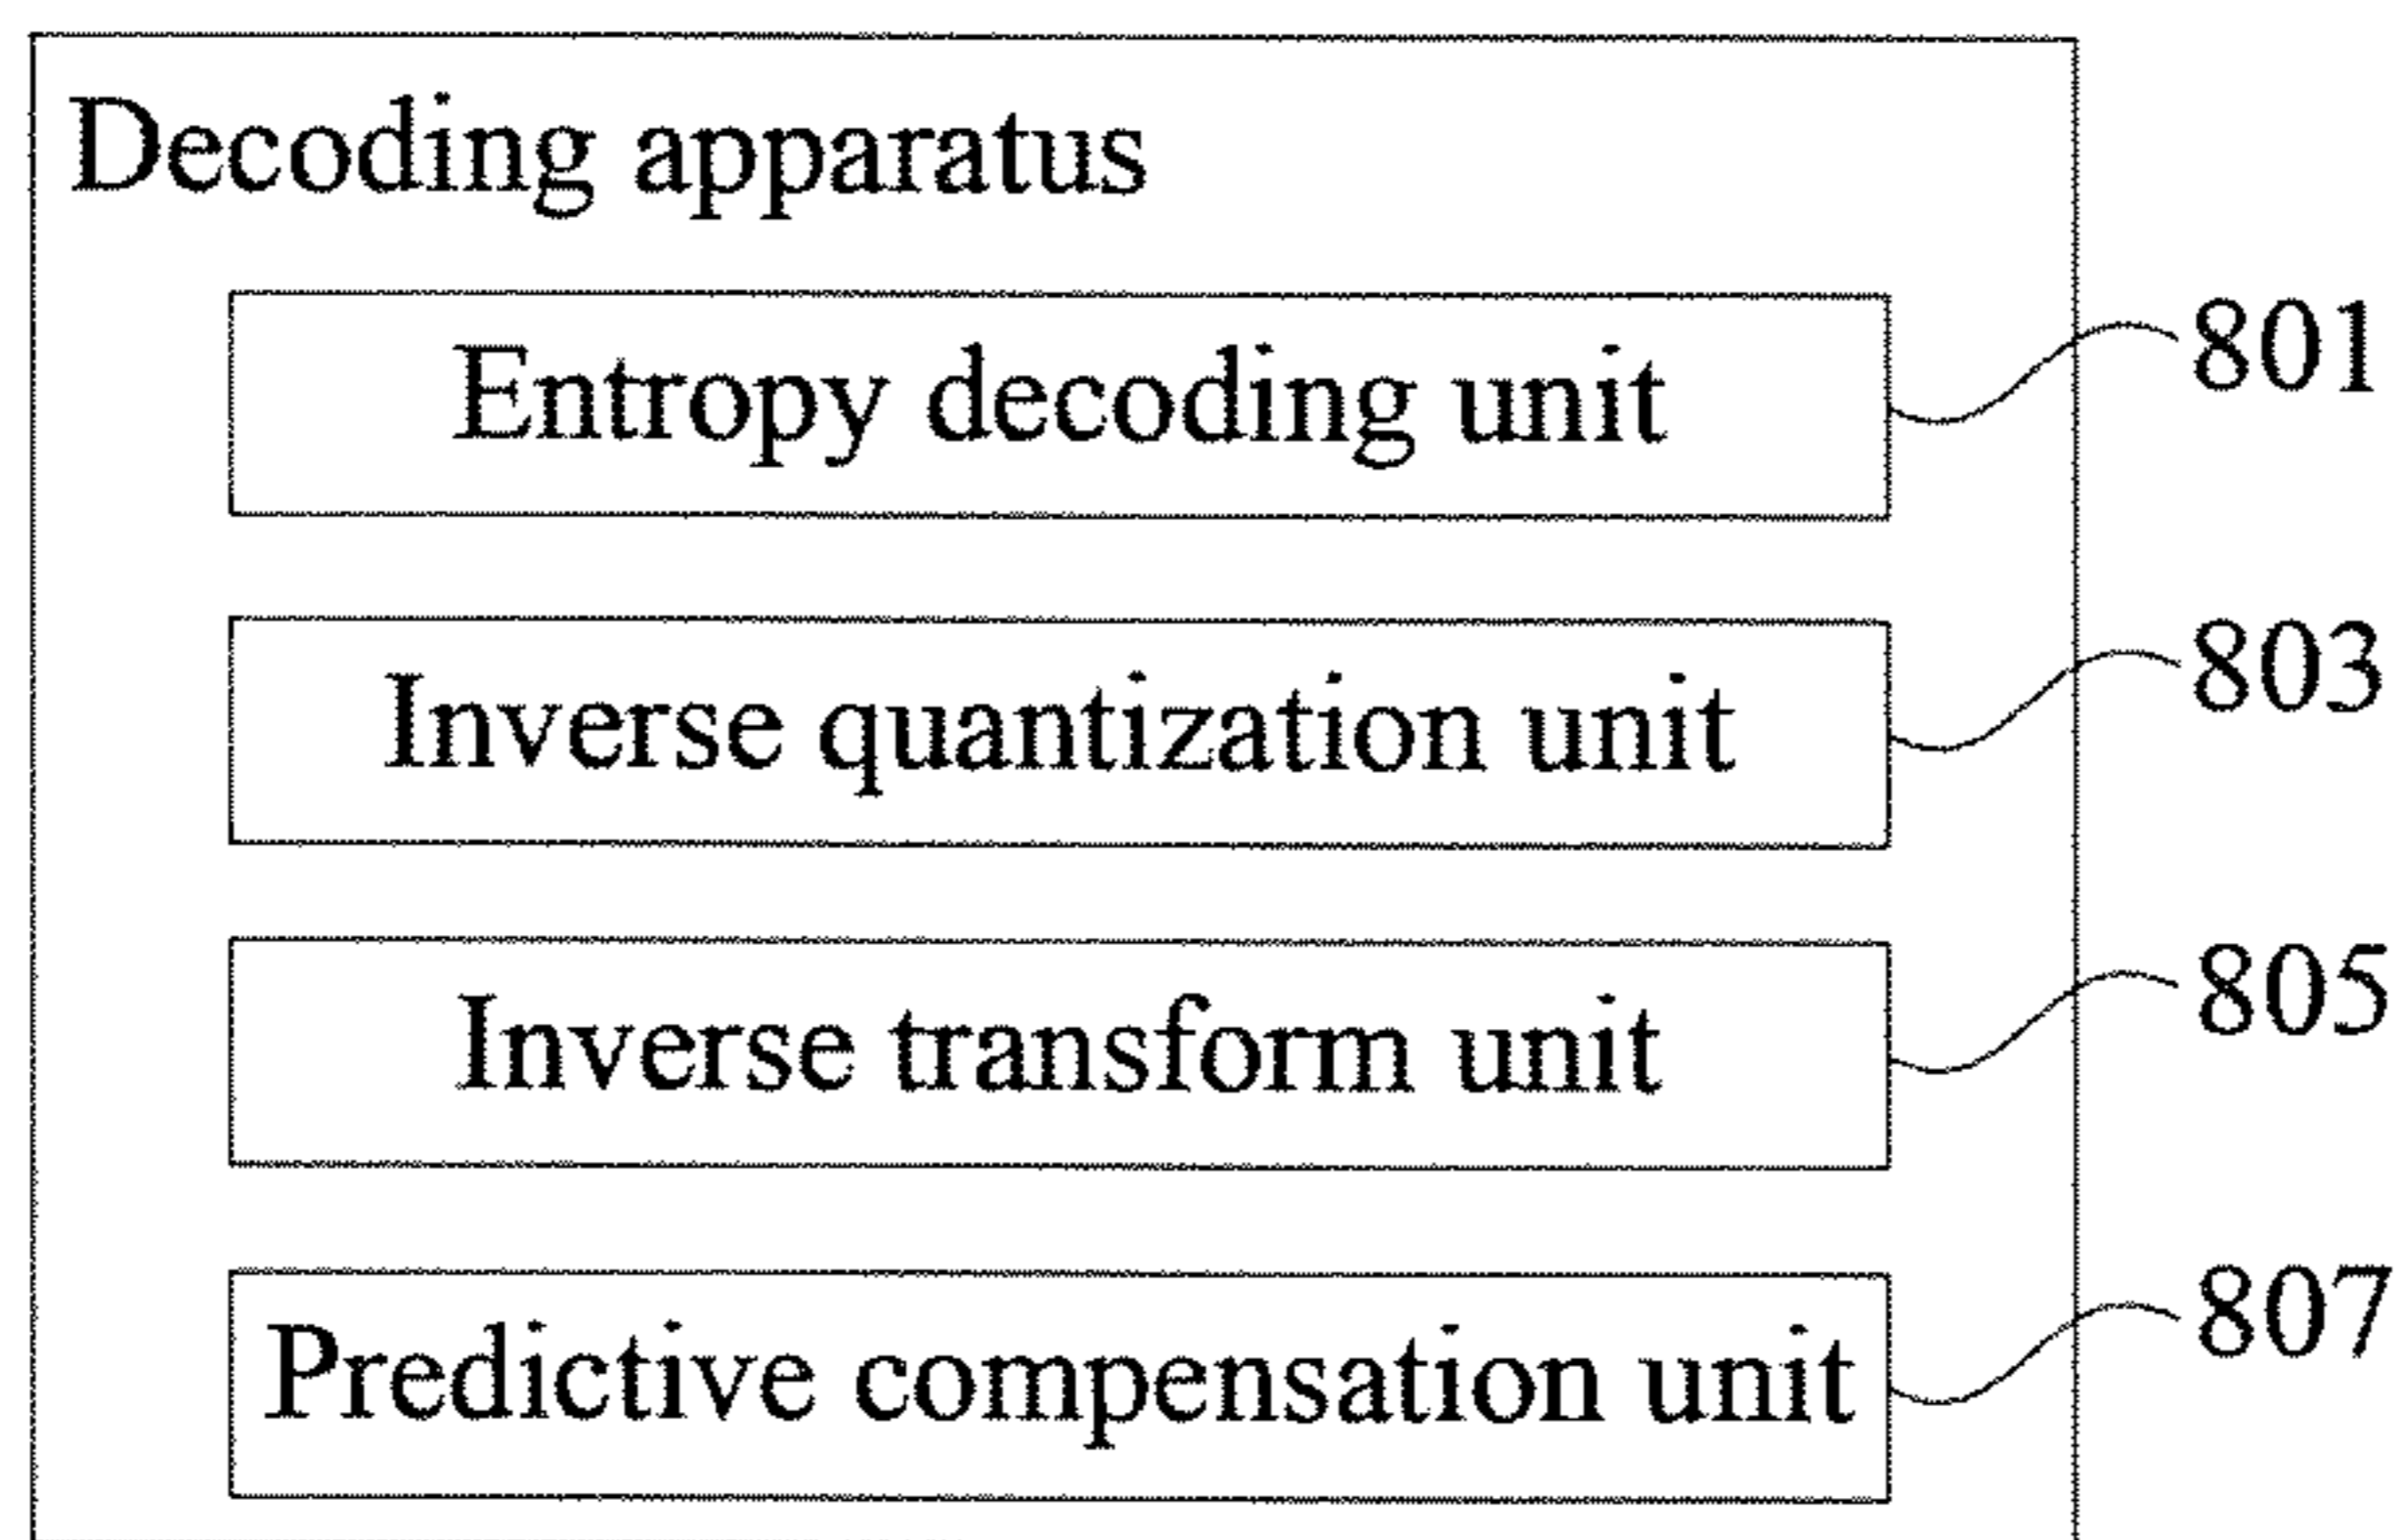 Decoding apparatus
Entropy decoding unit 801
Inverse quantization unit 803
Inverse transform unit 805
Predictive compensation unit 807